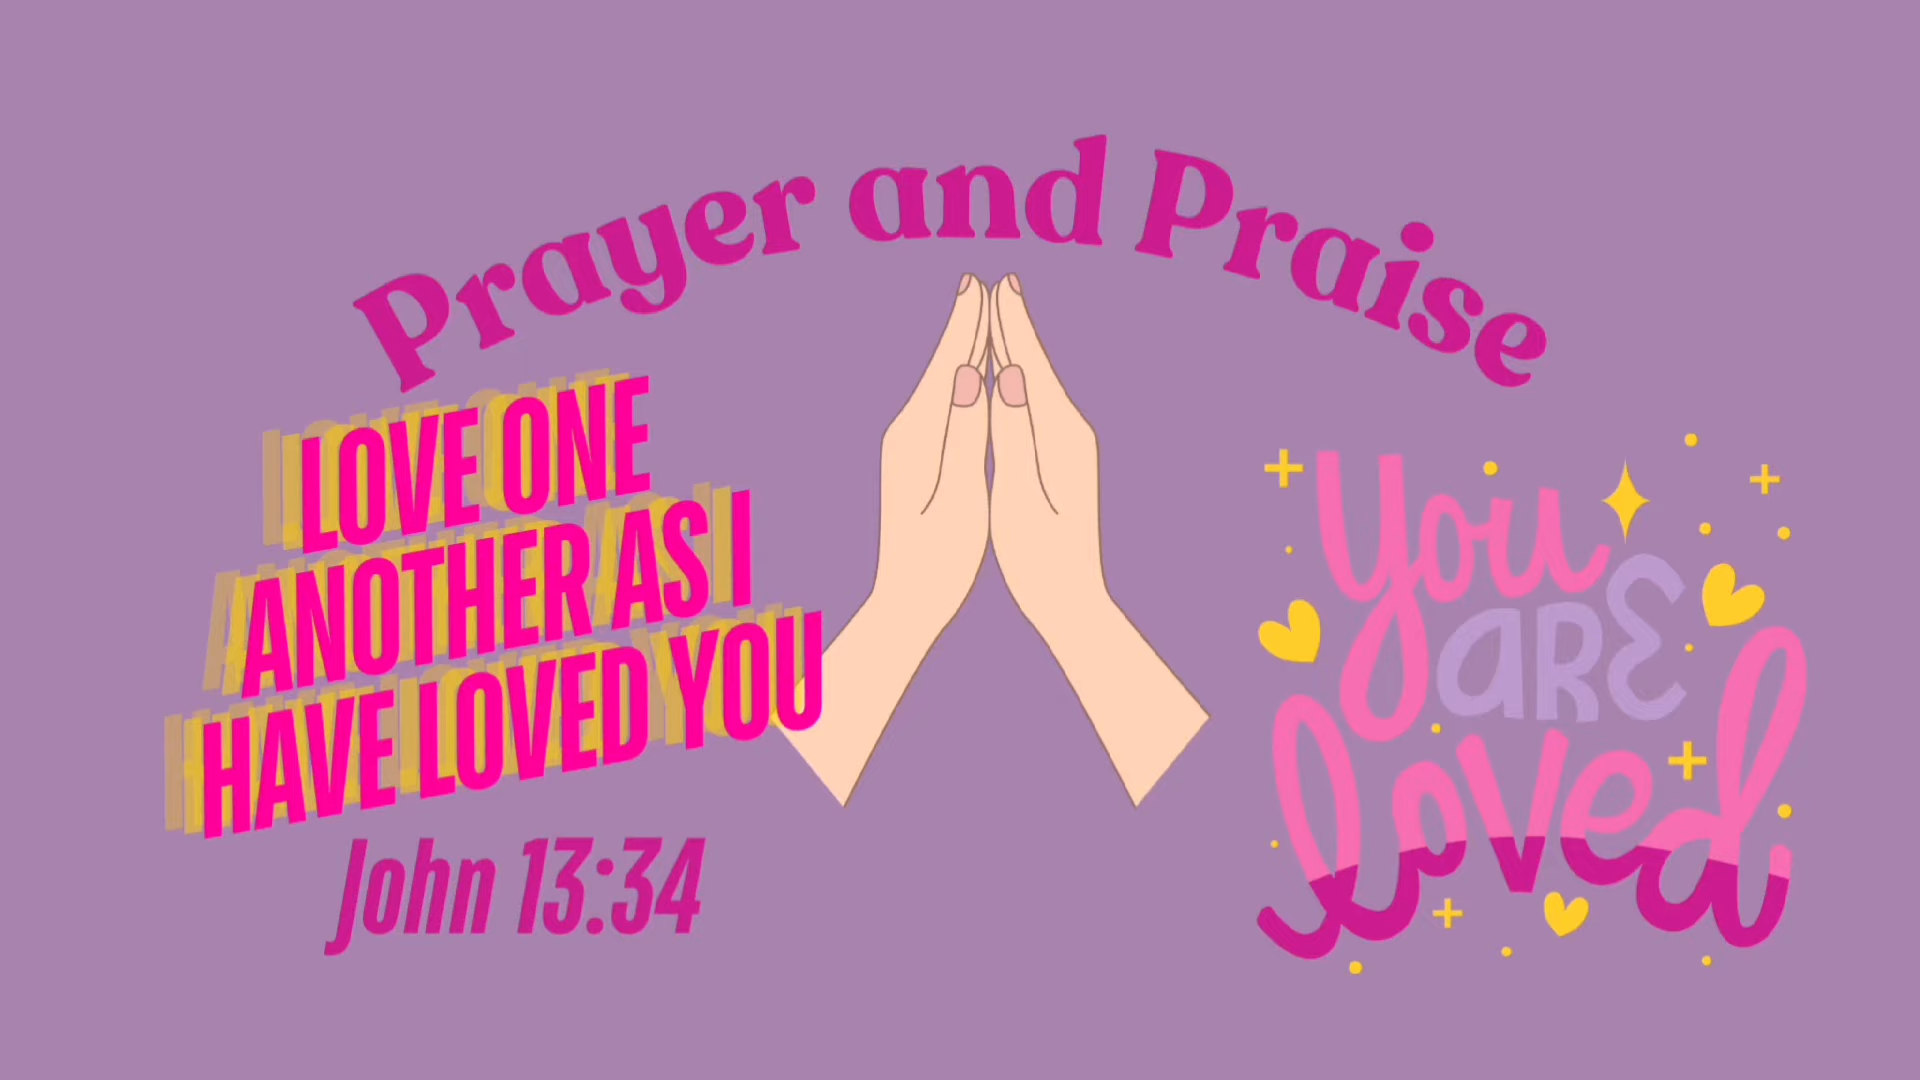 Prayer and Praise
LOVE ONE
ANOTHER AS I
HAVE LOVED YOU
John 13:34
you
ARE
loved